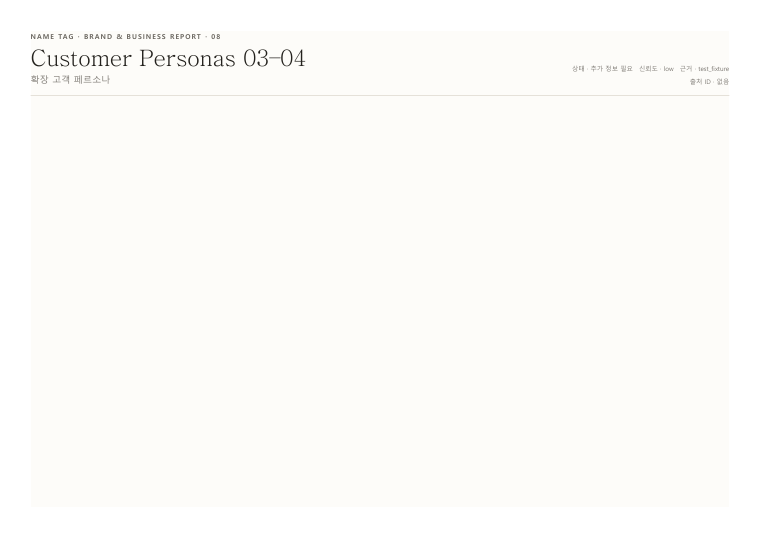 NAME TAG · BRAND & BUSINESS REPORT · 08
Customer Personas 03–04
확장 고객 페르소나
상태 · 추가 정보 필요 신뢰도 · low 근거 · test_fixture
출처 ID · 없음